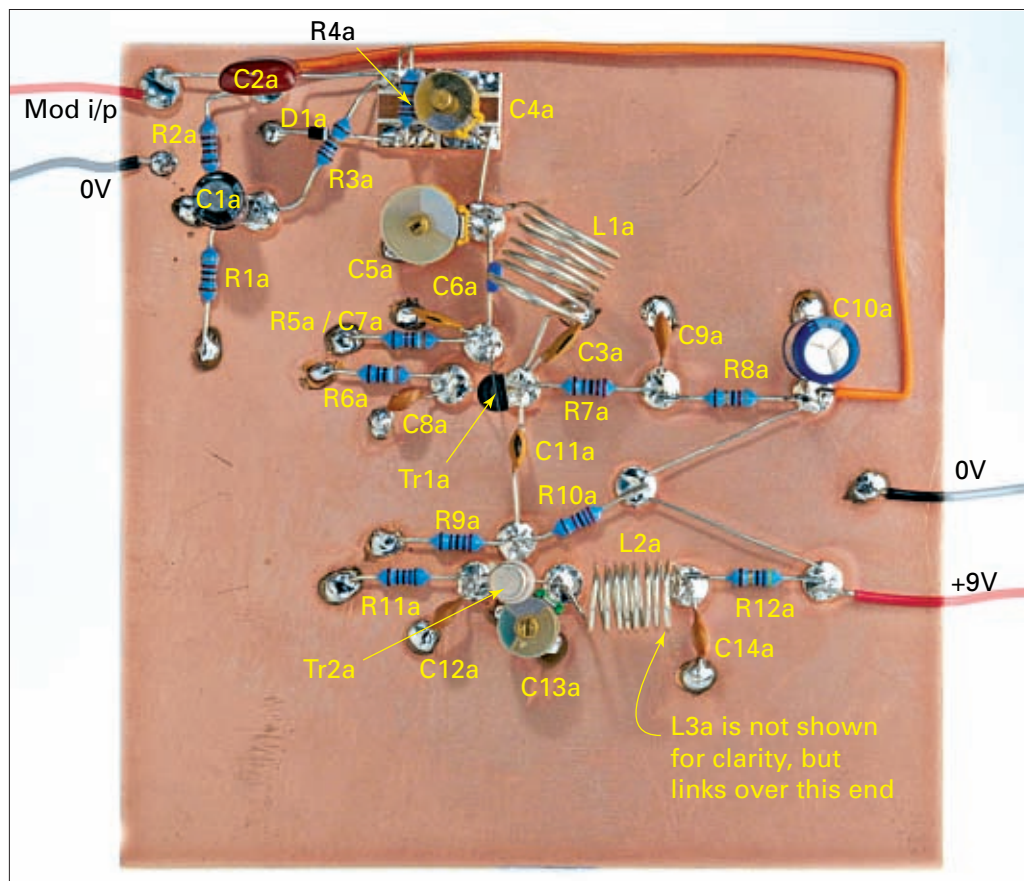 R4a
C2a
Mod i/p
C4a
R2a
D1a
R3a
0V
C1a
L1a
C5a
R1a
C6a
R5a / C7a
C10a
C3a
C9a
R8a
R6a
R7a
C8a
C11a
Tr1a
0V
R10a
R9a
L2a
+9V
R11a
R12a
Tr2a
C12a
C13a
C14a
L3a is not shown
for clarity, but
links over this end